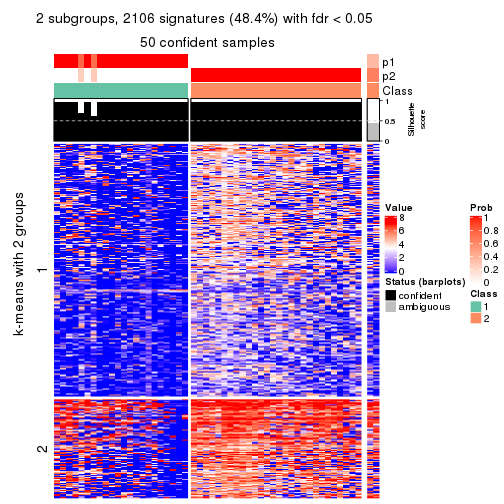 2 subgroups, 2106 signatures (48.4%) with fdr < 0.05
50 confident samples
p1
p2
Class
1
0.5
0
Silhouette
score
k-means with 2 groups
1
2
Value
8
6
4
2
0
Prob
1
0.8
0.6
0.4
0.2
0
Status (barplots)
confident
ambiguous
Class
1
2